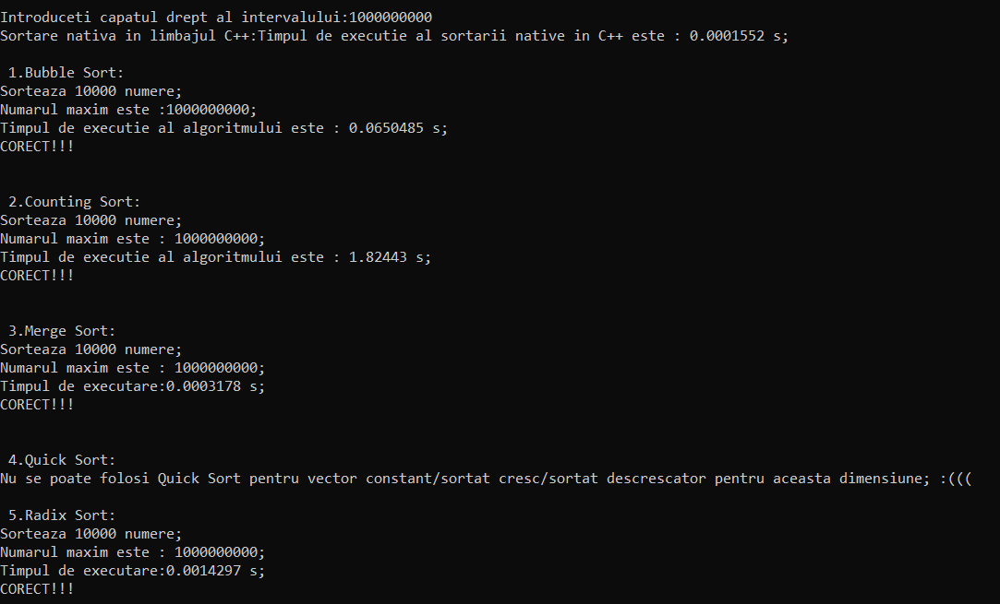 Introduceti capatul drept al intervalului:1000000000
Sortare nativa in limbajul C++:Timpul de executie al sortarii native in C++ este : 0.0001552 s;
1.Bubble Sort:
Sorteaza 10000 numere;
Numarul maxim este :1000000000;
Timpul de executie al algoritmului este : 0.0650485 s;
CORECT!!!
2.Counting Sort:
Sorteaza 10000 numere;
Numarul maxim este : 1000000000;
Timpul de executie al algoritmului este : 1.82443 s;
CORECT!!!
3.Merge Sort:
Sorteaza 10000 numere;
Numarul maxim este : 1000000000;
Timpul de executare:0.0003178 s;
CORECT!!!
4.Quick Sort:
Nu se poate folosi Quick Sort pentru vector constant/sortat cresc/sortat descrescator pentru aceasta dimensiune; :(((
5.Radix Sort:
Sorteaza 10000 numere;
Numarul maxim este : 1000000000;
Timpul de executare:0.0014297 s;
CORECT!!!